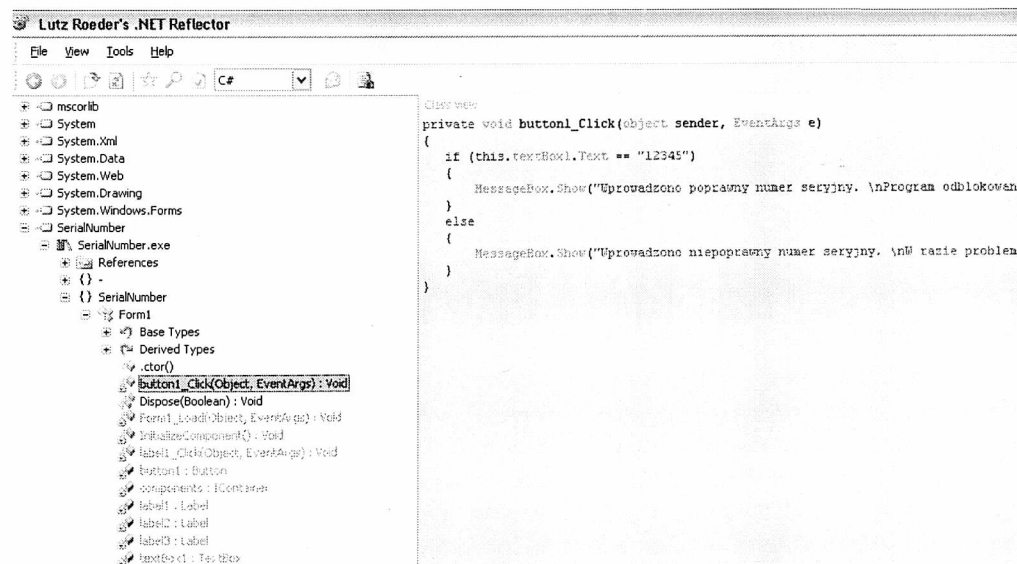 Lutz Roeder's .NET Reflector
File View Tools Help
C#
mscorlib
System
System.Xml
System.Data
System.Web
System.Drawing
System.Windows.Forms
SerialNumber
SerialNumber.exe
References
{} -
{} SerialNumber
Form1
Base Types
Derived Types
.ctor()
button1_Click(Object, EventArgs) : Void
Dispose(Boolean) : Void
Form1_Load(Object, EventArgs) : Void
InitializeComponent() : Void
label1_Click(Object, EventArgs) : Void
button1 : Button
components : IContainer
label1 : Label
label2 : Label
label3 : Label
textBox1 : TextBox
private void button1_Click(object sender, EventArgs e)
{
if (this.textBox1.Text == "12345")
{
MessageBox.Show("Wprowadzono poprawny numer seryjny. \nProgram odblokowan
}
else
{
MessageBox.Show("Wprowadzono niepoprawny numer seryjny. \nW razie problem
}
}